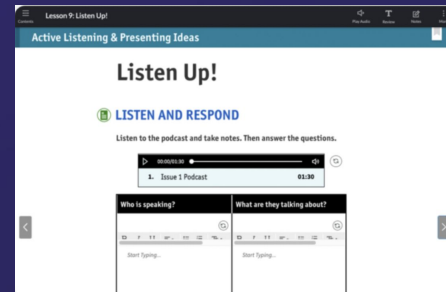 Contents
Lesson 9: Listen Up!
Play Audio
Review
Notes
Active Listening & Presenting Ideas
Listen Up!
LISTEN AND RESPOND
Listen to the podcast and take notes. Then answer the questions.
00:00/01:30
1. Issue 1 Podcast 01:30
Who is speaking? What are they talking about?
Start Typing... Start Typing...